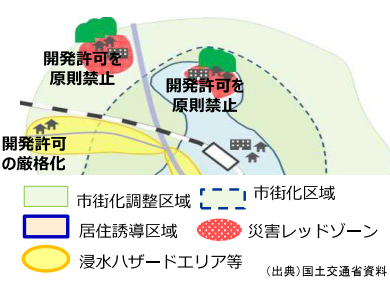 開発許可を
原則禁止
開発許可を
原則禁止
開発許可
の厳格化
市街化調整区域
市街化区域
居住誘導区域
災害レッドゾーン
浸水ハザードエリア等
（出典）国土交通省資料